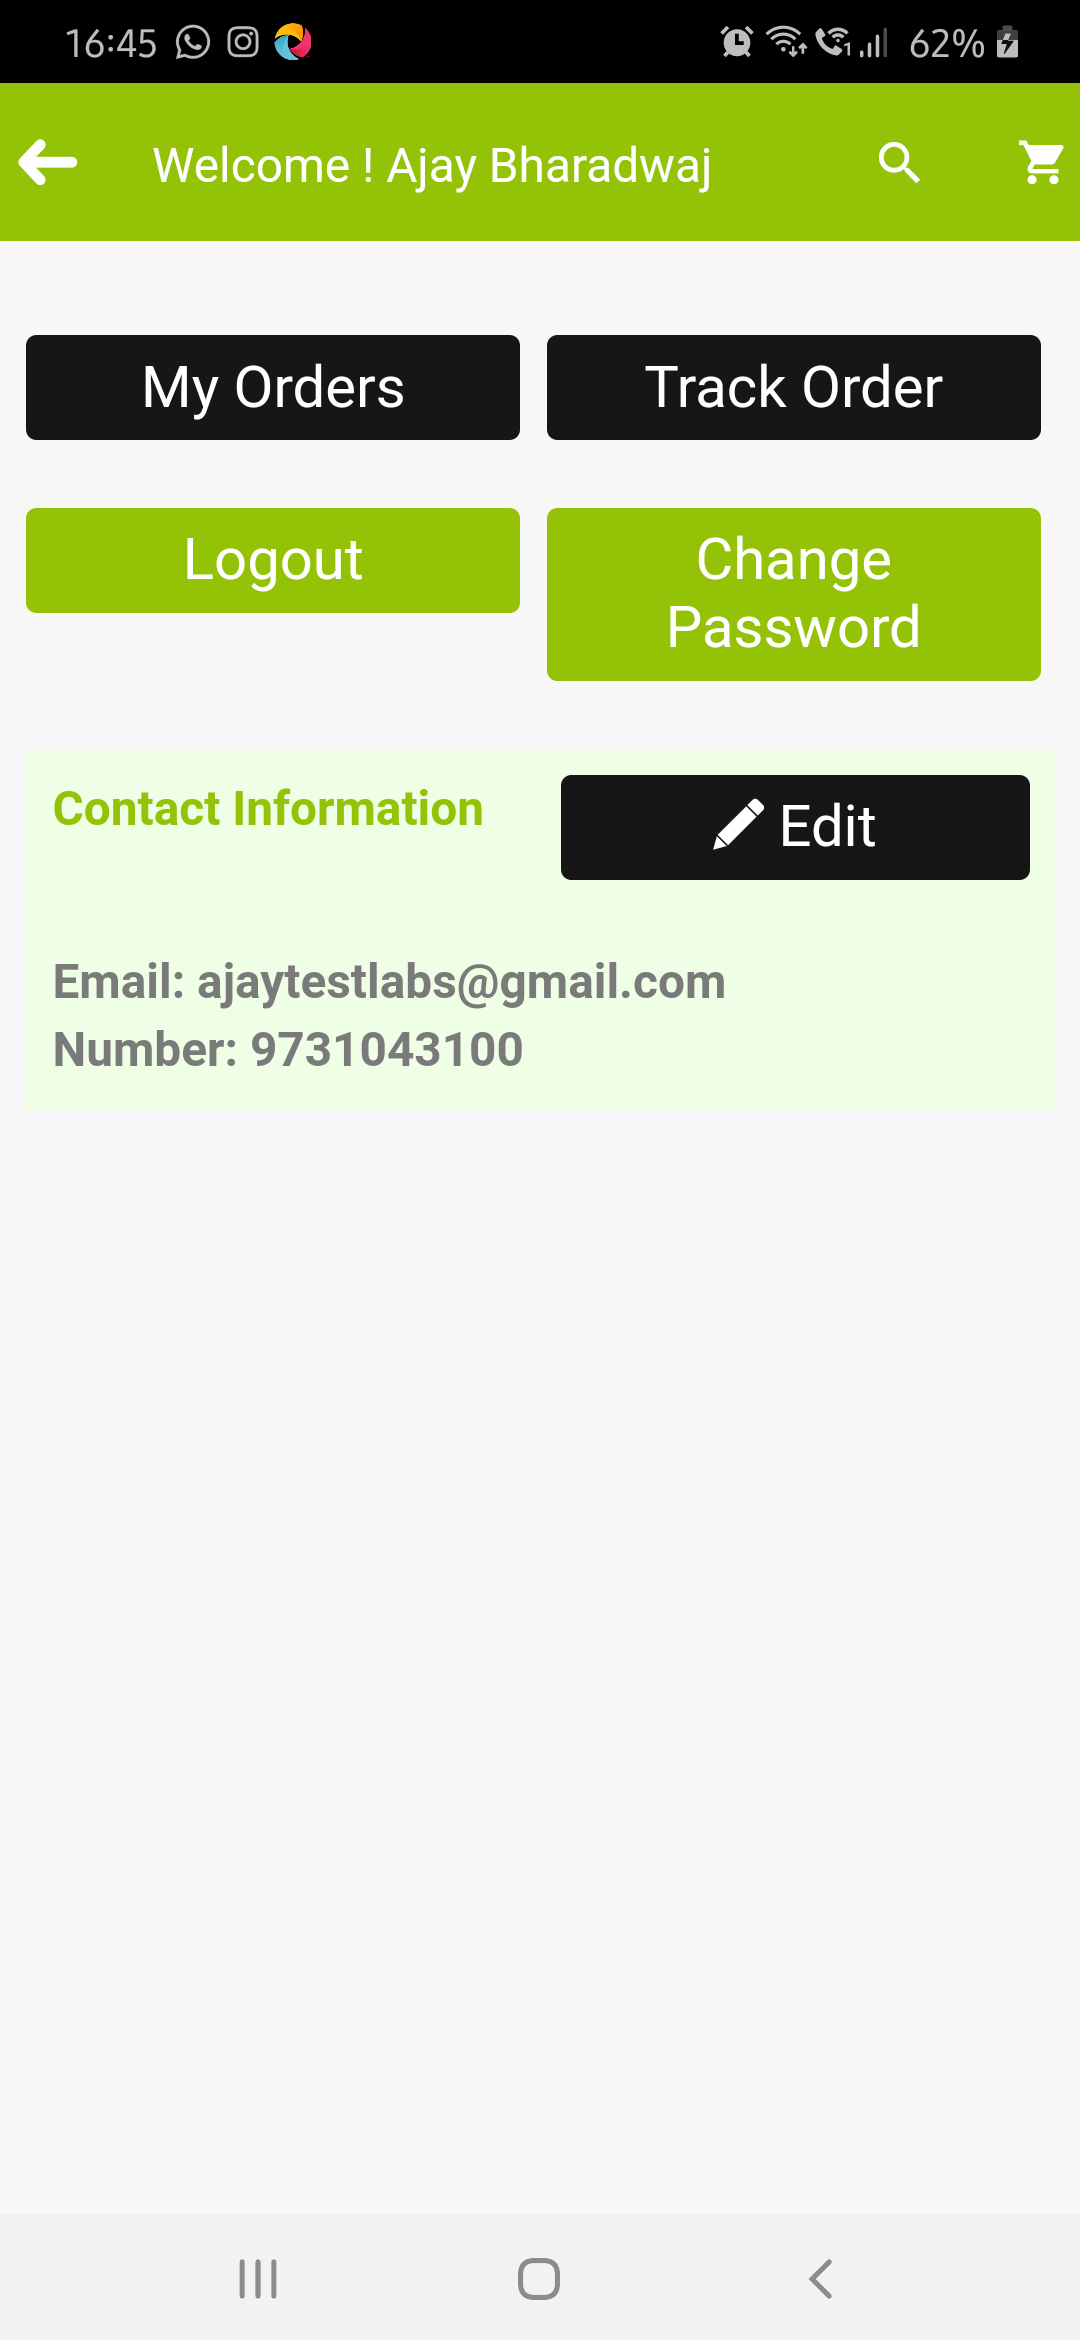 16:45 62%
Welcome ! Ajay Bharadwaj
My Orders
Track Order
Logout
Change
Password
Contact Information
Edit
Email: ajaytestlabs@gmail.com
Number: 9731043100